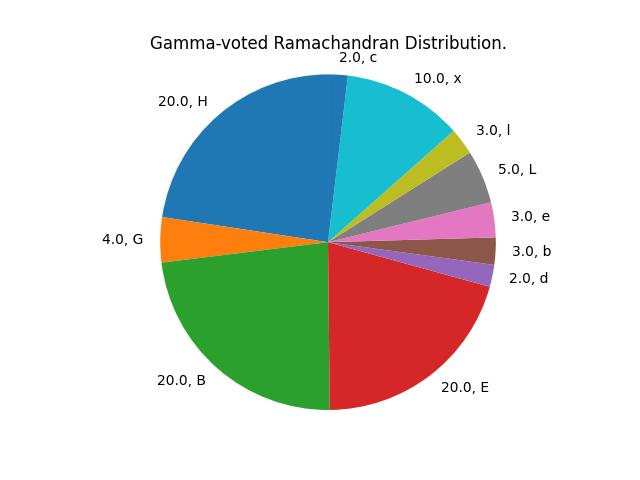 Gamma-voted Ramachandran Distribution.
2.0, c
10.0, x
20.0, H
3.0, l
5.0, L
3.0, e
4.0, G
3.0, b
2.0, d
20.0, B
20.0, E